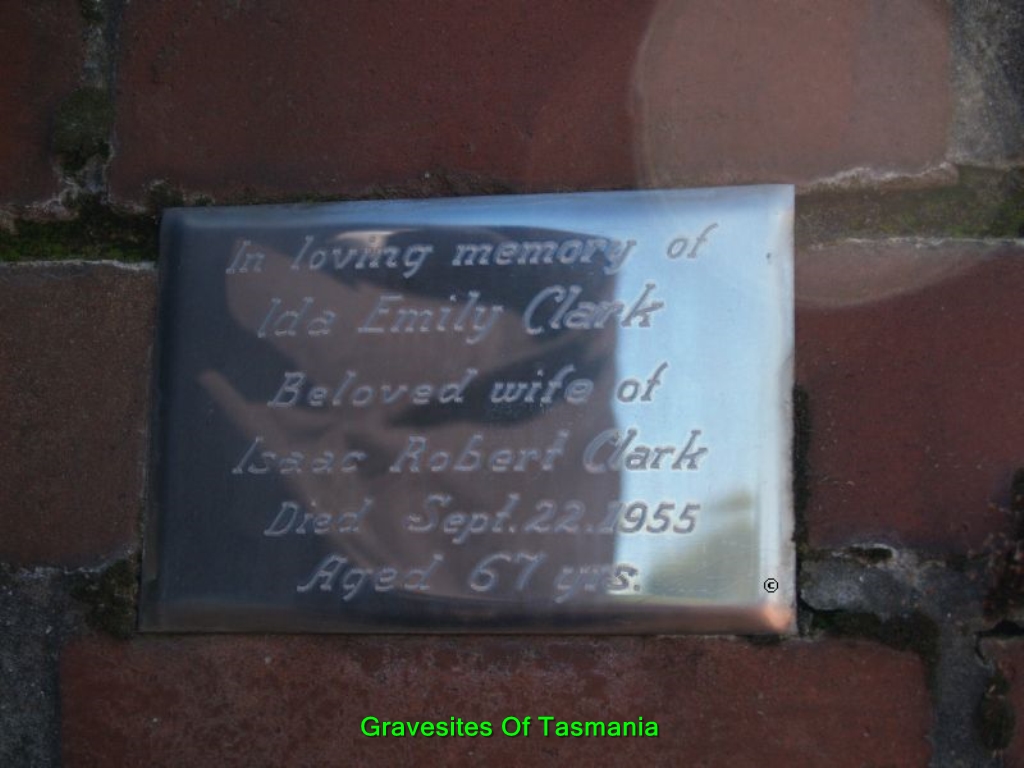 In loving memory of
Ida Emily Clark
Beloved wife of
Isaac Robert Clark
Died Sept. 22. 1955
Aged 67 yrs.
©
Gravesites Of Tasmania